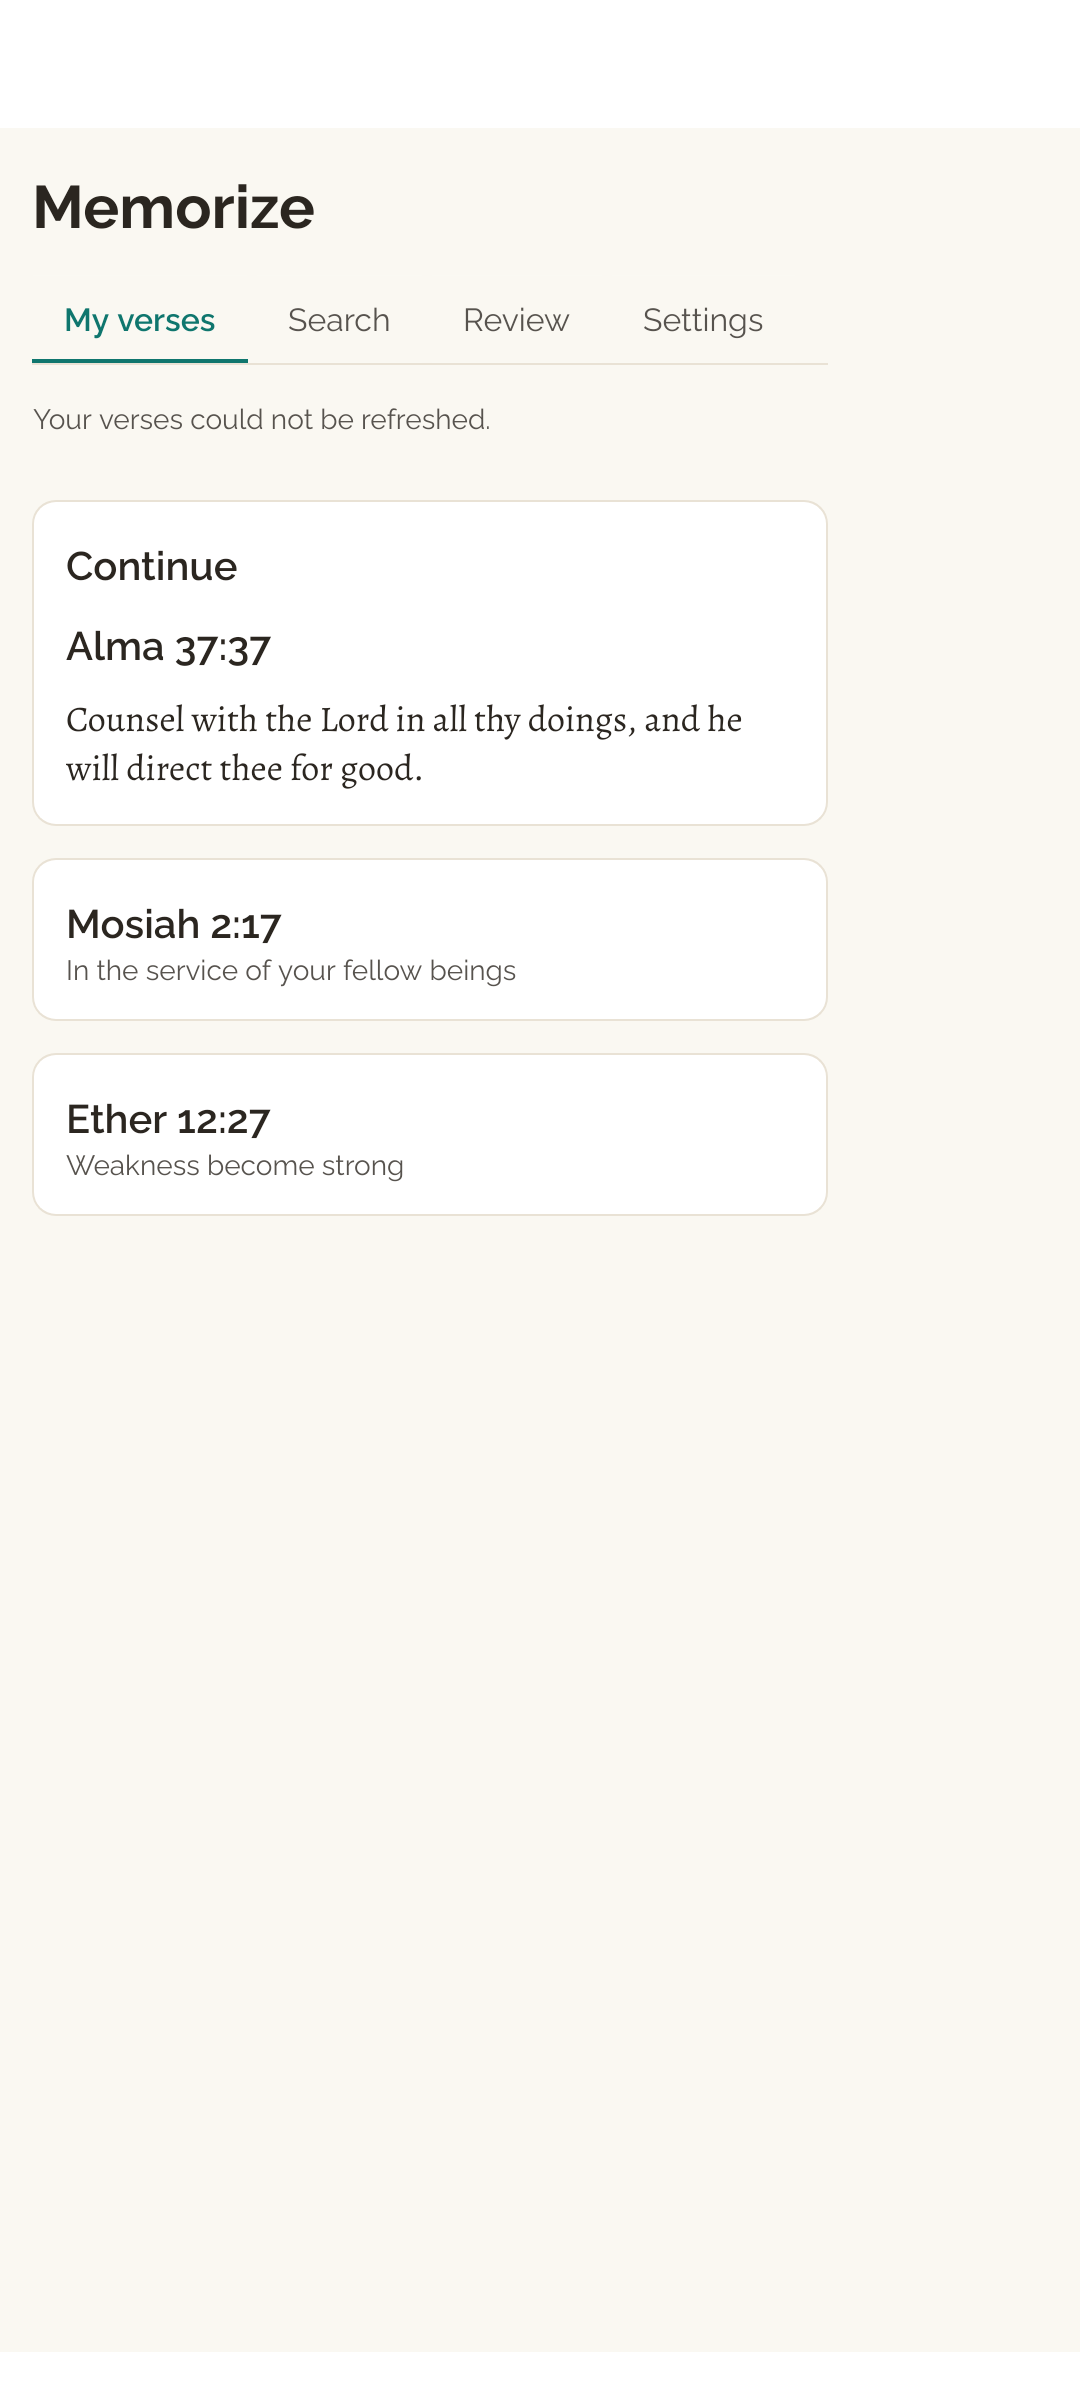 Memorize
My verses Search Review Settings
Your verses could not be refreshed.
Continue
Alma 37:37
Counsel with the Lord in all thy doings, and he
will direct thee for good.
Mosiah 2:17
In the service of your fellow beings
Ether 12:27
Weakness become strong